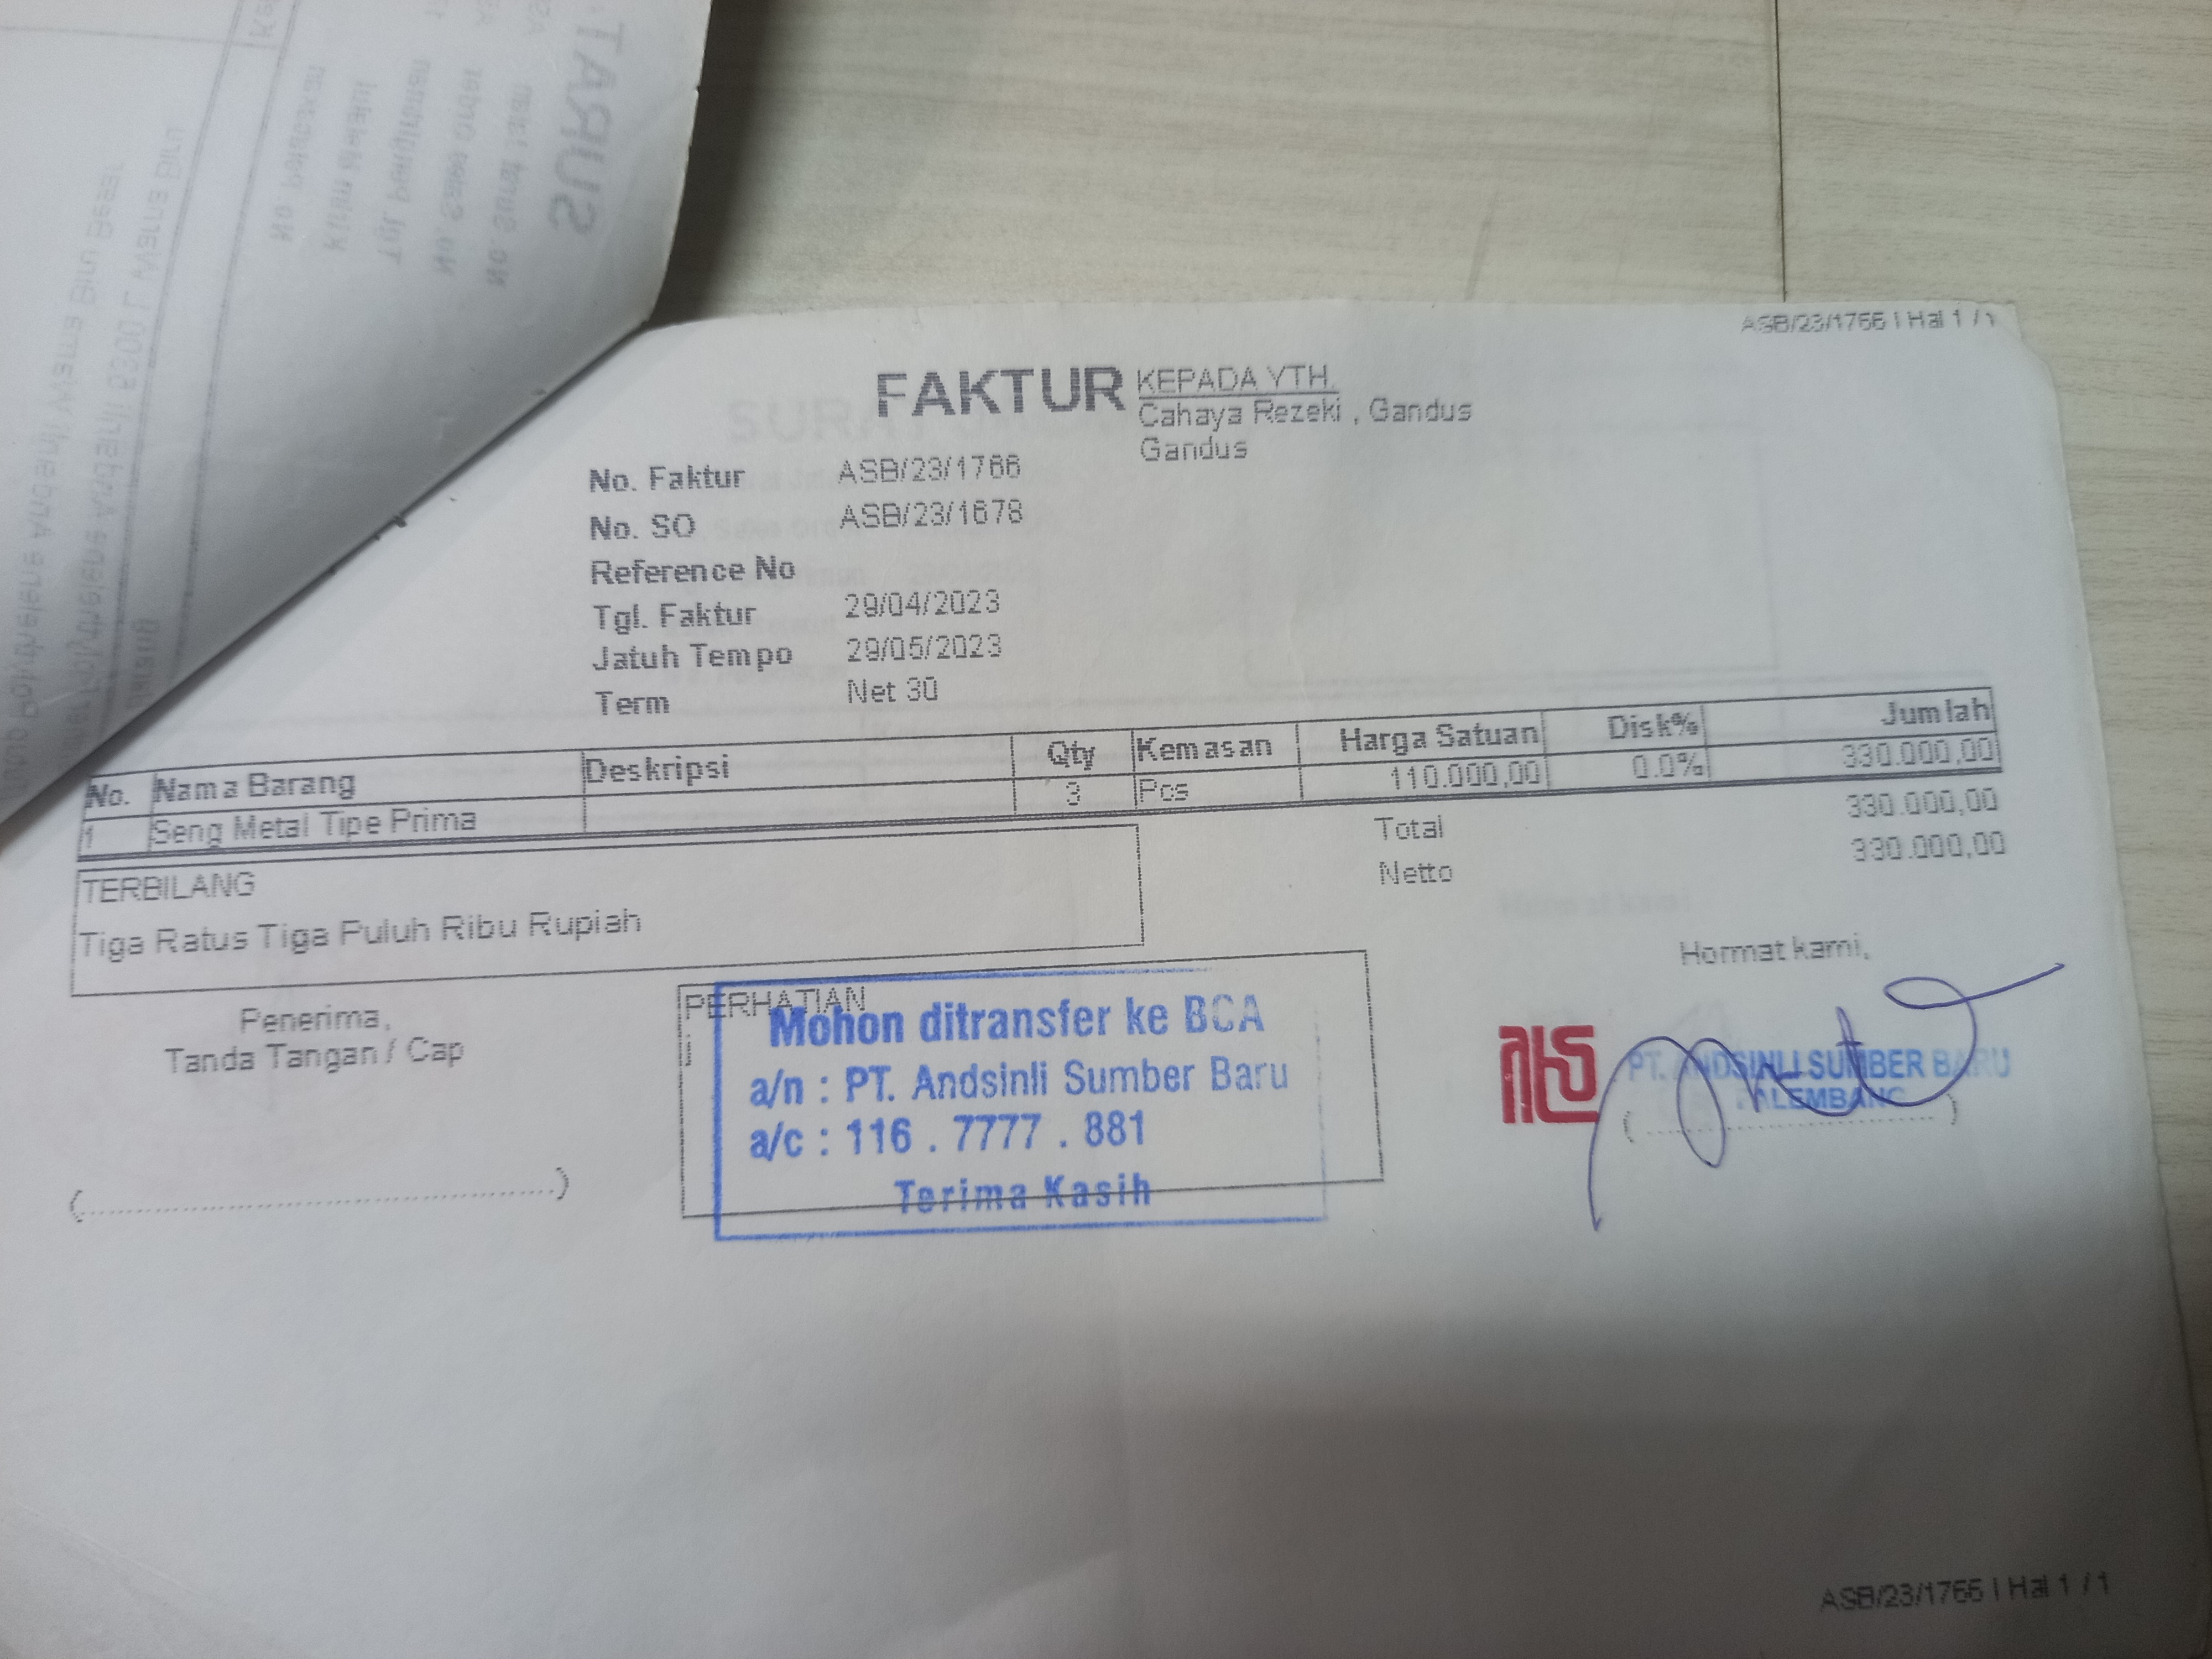 ASB/23/1766 | Hal 1 / 1
FAKTUR
KEPADA YTH.
Cahaya Rezeki , Gandus
Gandus
No. Faktur ASB/23/1766
No. SO ASB/23/1678
Reference No
Tgl. Faktur 29/04/2023
Jatuh Tempo 29/05/2023
Term Net 30
No. Nama Barang Deskripsi Qty Kemasan Harga Satuan Disk% Jumlah
1 Seng Metal Tipe Prima 3 Pcs 110.000,00 0.0% 330.000,00
Total 330.000,00
Netto 330.000,00
TERBILANG
Tiga Ratus Tiga Puluh Ribu Rupiah
Penerima,
Tanda Tangan / Cap
(........................................)
PERHATIAN
Mohon ditransfer ke BCA
a/n : PT. Andsinli Sumber Baru
a/c : 116 . 7777 . 881
Terima Kasih
Hormat kami,
PT. ANDSINLI SUMBER BARU
PALEMBANG
ASB/23/1766 | Hal 1 / 1